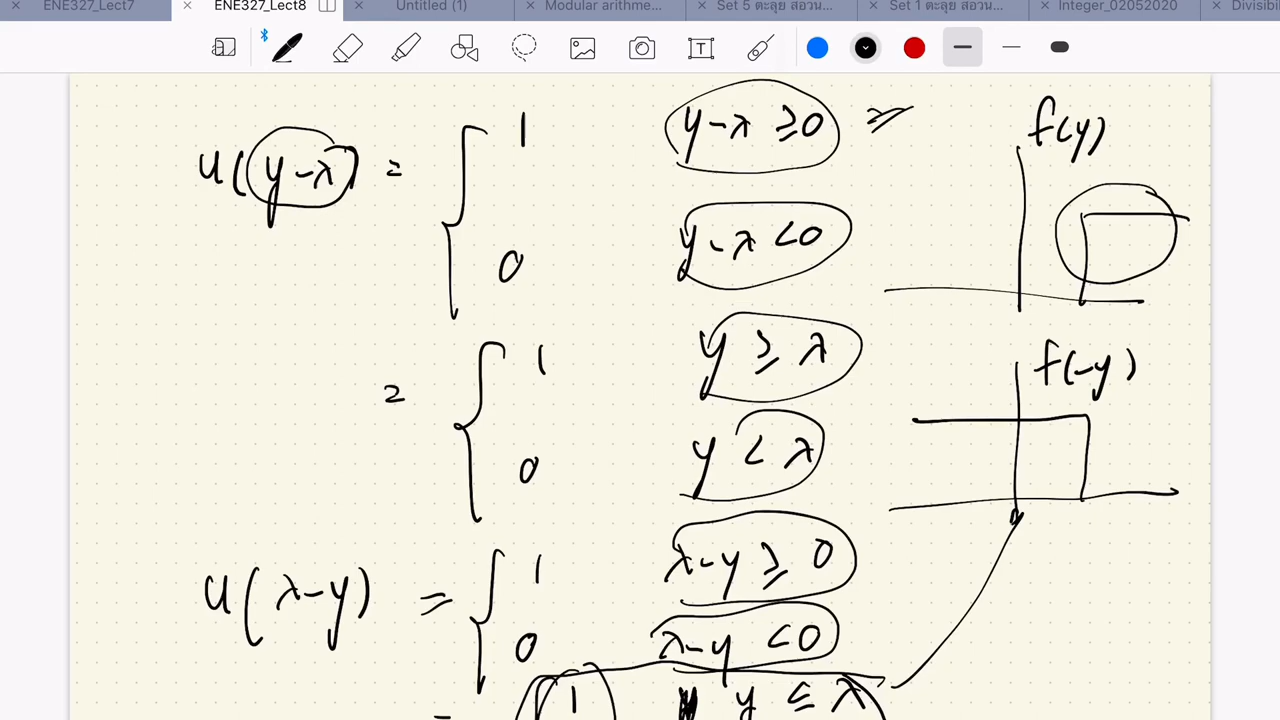 ENE327_Lect7 ENE327_Lect8 Untitled (1) Modular arithme... Set 5 ตะลุย สอวน... Set 1 ตะลุย สอวน... Integer_02052020 Divisibil
T
u(y-λ) = { 1 y-λ ≥ 0 ⇒
0 y-λ < 0
= { 1 y ≥ λ
0 y < λ
u(λ-y) = { 1 λ-y ≥ 0
0 λ-y < 0
= 1 y ≤ λ
f(y)
f(-y)